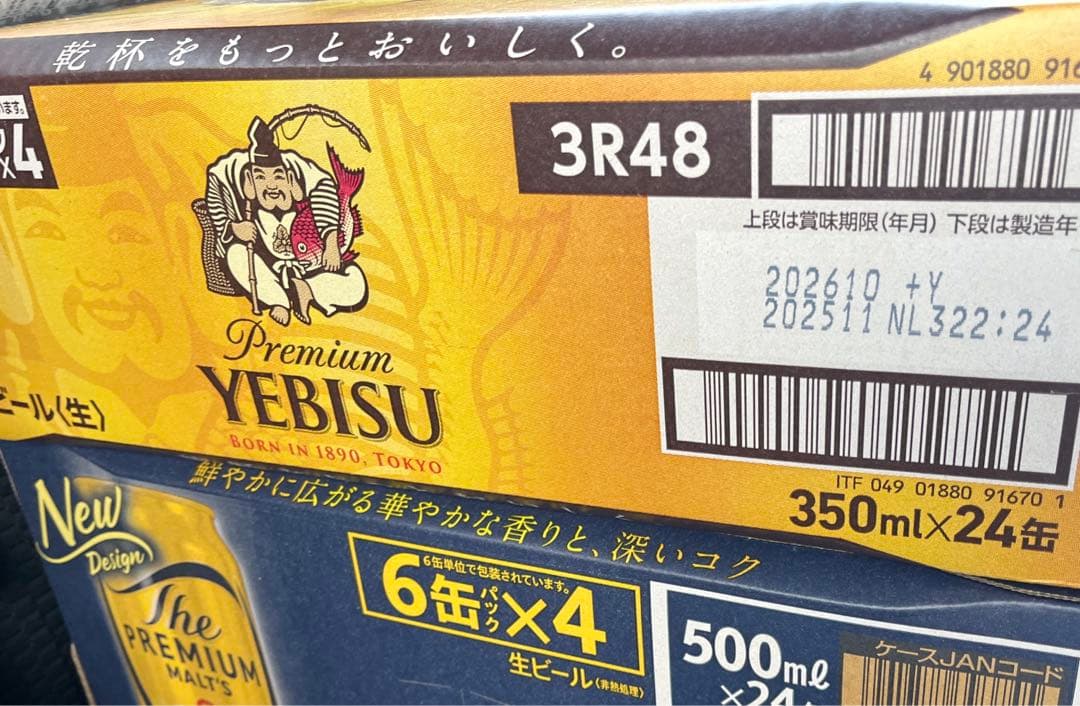 乾杯をもっとおいしく。
4 901880 916
います。
×4
3R48
上段は賞味期限(年月) 下段は製造年
202610 +Y
202511 NL322:24
Premium
YEBISU
BORN IN 1890, TOKYO
ビール〈生〉
ITF 049 01880 91670 1
350ml×24缶
鮮やかに広がる華やかな香りと、深いコク
New
Design
The
PREMIUM
MALT'S
6缶単位で包装されています。
6缶パック×4
生ビール〈非熱処理〉
500mℓ
×24
ケースJANコード